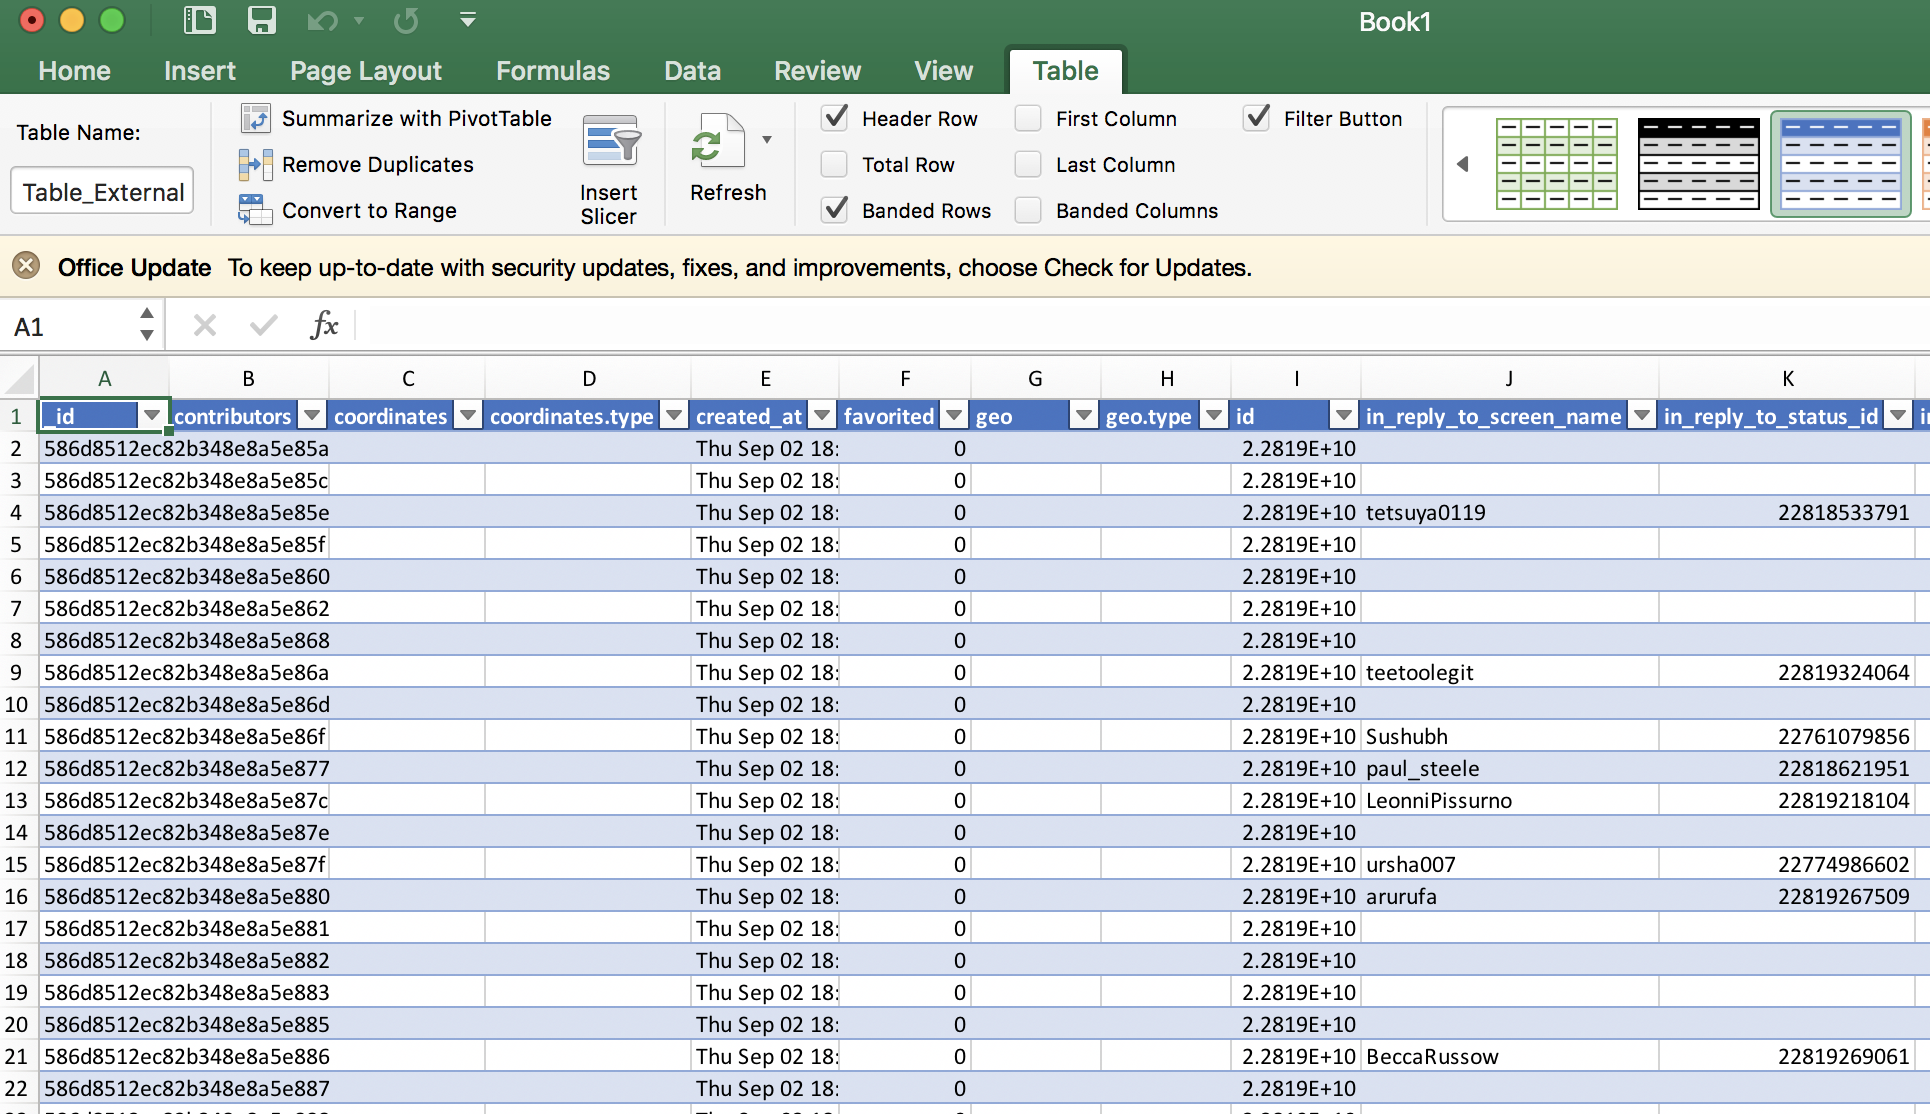 Book1
Home Insert Page Layout Formulas Data Review View Table
Table Name:
Table_External
Summarize with PivotTable
Remove Duplicates
Convert to Range
Insert
Slicer
Refresh
Header Row First Column Filter Button
Total Row Last Column
Banded Rows Banded Columns
Office Update To keep up-to-date with security updates, fixes, and improvements, choose Check for Updates.
A1 fx
A B C D E F G H I J K
1 _id contributors coordinates coordinates.type created_at favorited geo geo.type id in_reply_to_screen_name in_reply_to_status_id
2 586d8512ec82b348e8a5e85a Thu Sep 02 18: 0 2.2819E+10
3 586d8512ec82b348e8a5e85c Thu Sep 02 18: 0 2.2819E+10
4 586d8512ec82b348e8a5e85e Thu Sep 02 18: 0 2.2819E+10 tetsuya0119 22818533791
5 586d8512ec82b348e8a5e85f Thu Sep 02 18: 0 2.2819E+10
6 586d8512ec82b348e8a5e860 Thu Sep 02 18: 0 2.2819E+10
7 586d8512ec82b348e8a5e862 Thu Sep 02 18: 0 2.2819E+10
8 586d8512ec82b348e8a5e868 Thu Sep 02 18: 0 2.2819E+10
9 586d8512ec82b348e8a5e86a Thu Sep 02 18: 0 2.2819E+10 teetoolegit 22819324064
10 586d8512ec82b348e8a5e86d Thu Sep 02 18: 0 2.2819E+10
11 586d8512ec82b348e8a5e86f Thu Sep 02 18: 0 2.2819E+10 Sushubh 22761079856
12 586d8512ec82b348e8a5e877 Thu Sep 02 18: 0 2.2819E+10 paul_steele 22818621951
13 586d8512ec82b348e8a5e87c Thu Sep 02 18: 0 2.2819E+10 LeonniPissurno 22819218104
14 586d8512ec82b348e8a5e87e Thu Sep 02 18: 0 2.2819E+10
15 586d8512ec82b348e8a5e87f Thu Sep 02 18: 0 2.2819E+10 ursha007 22774986602
16 586d8512ec82b348e8a5e880 Thu Sep 02 18: 0 2.2819E+10 arurufa 22819267509
17 586d8512ec82b348e8a5e881 Thu Sep 02 18: 0 2.2819E+10
18 586d8512ec82b348e8a5e882 Thu Sep 02 18: 0 2.2819E+10
19 586d8512ec82b348e8a5e883 Thu Sep 02 18: 0 2.2819E+10
20 586d8512ec82b348e8a5e885 Thu Sep 02 18: 0 2.2819E+10
21 586d8512ec82b348e8a5e886 Thu Sep 02 18: 0 2.2819E+10 BeccaRussow 22819269061
22 586d8512ec82b348e8a5e887 Thu Sep 02 18: 0 2.2819E+10